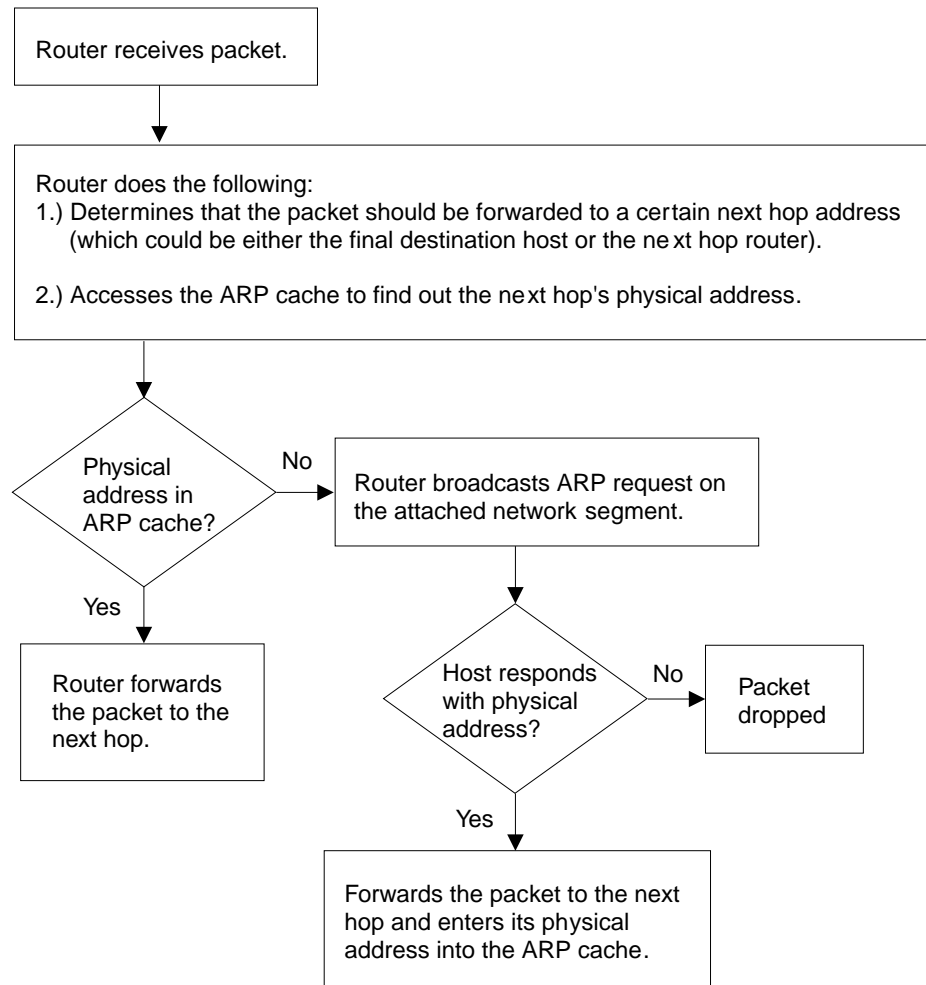 Router receives packet.
Router does the following:
1.) Determines that the packet should be forwarded to a certain next hop address
(which could be either the final destination host or the next hop router).
2.) Accesses the ARP cache to find out the next hop's physical address.
Physical
address in
ARP cache?
No
Router broadcasts ARP request on
the attached network segment.
Yes
Router forwards
the packet to the
next hop.
Host responds
with physical
address?
No
Packet
dropped
Yes
Forwards the packet to the next
hop and enters its physical
address into the ARP cache.